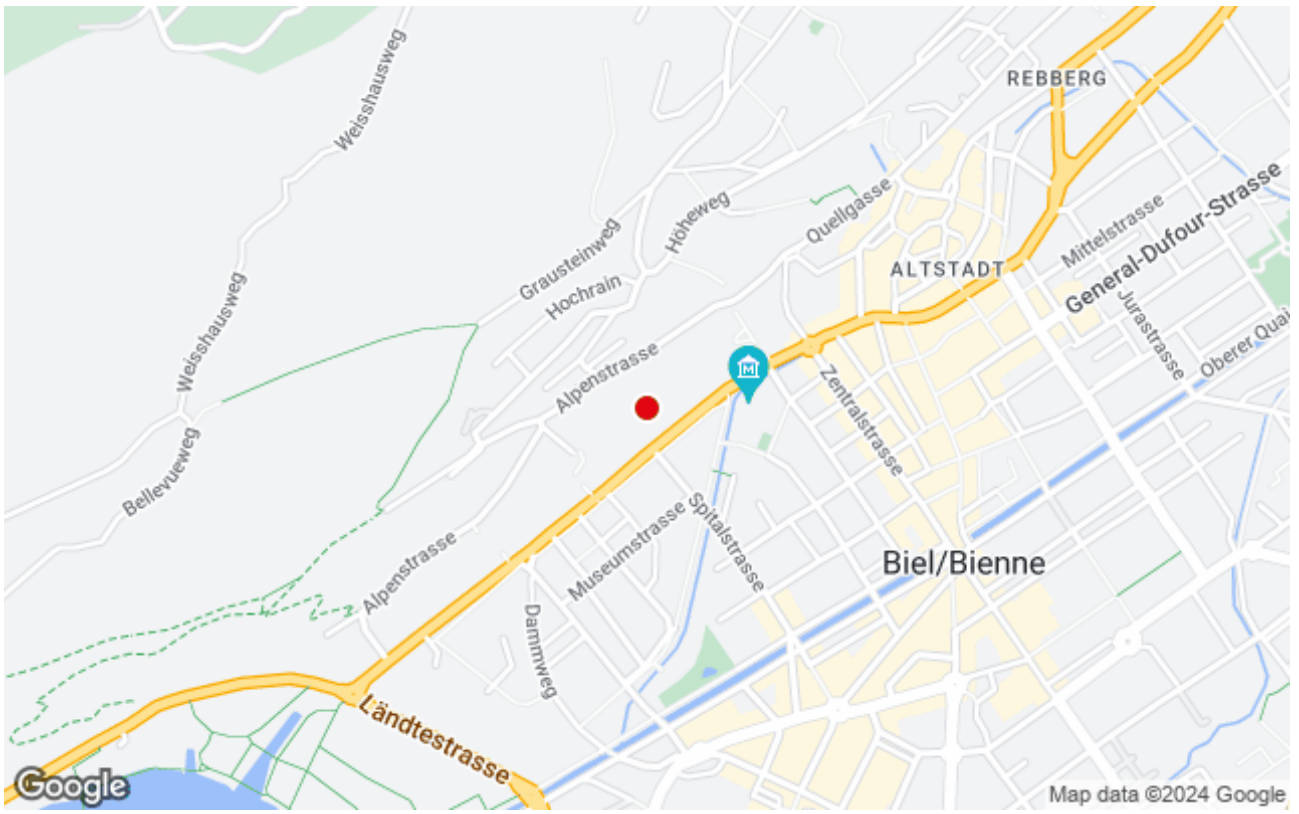 REBBERG
Weisshausweg
Quellgasse
Höheweg
Mittelstrasse
General-Dufour-Strasse
Grausteinweg
ALTSTADT
Hochrain
Jurastrasse
Oberer Quai
Weisshausweg
Alpenstrasse
M
Zentralstrasse
Bellevueweg
Spitalstrasse
Museumstrasse
Alpenstrasse
Biel/Bienne
Dammweg
Ländtestrasse
Google
Map data ©2024 Google